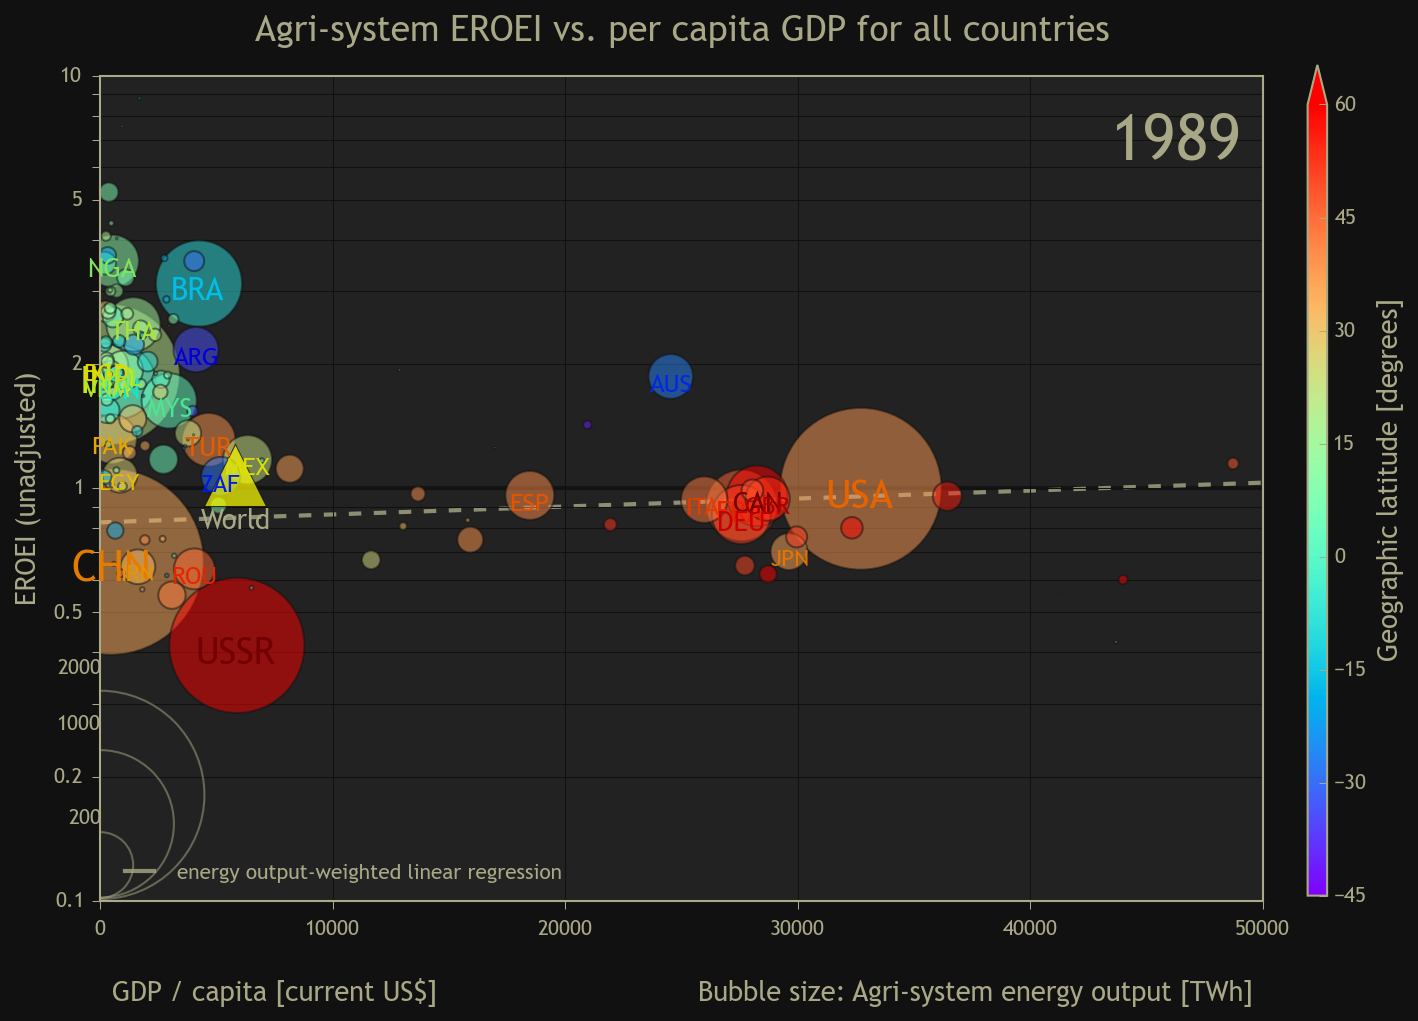 Agri-system EROEI vs. per capita GDP for all countries
1989
EROEI (unadjusted)
10
5
2
1
0.5
0.2
0.1
2000
1000
200
NGA
BRA
THA
ARG
MYS
AUS
PAK
TUR
EGY
ZAF
World
ESP
ITA
CAN
DEU
USA
JPN
CHN
ROU
USSR
energy output-weighted linear regression
0
10000
20000
30000
40000
50000
GDP / capita [current US$]
Bubble size: Agri-system energy output [TWh]
60
45
30
15
0
−15
−30
−45
Geographic latitude [degrees]